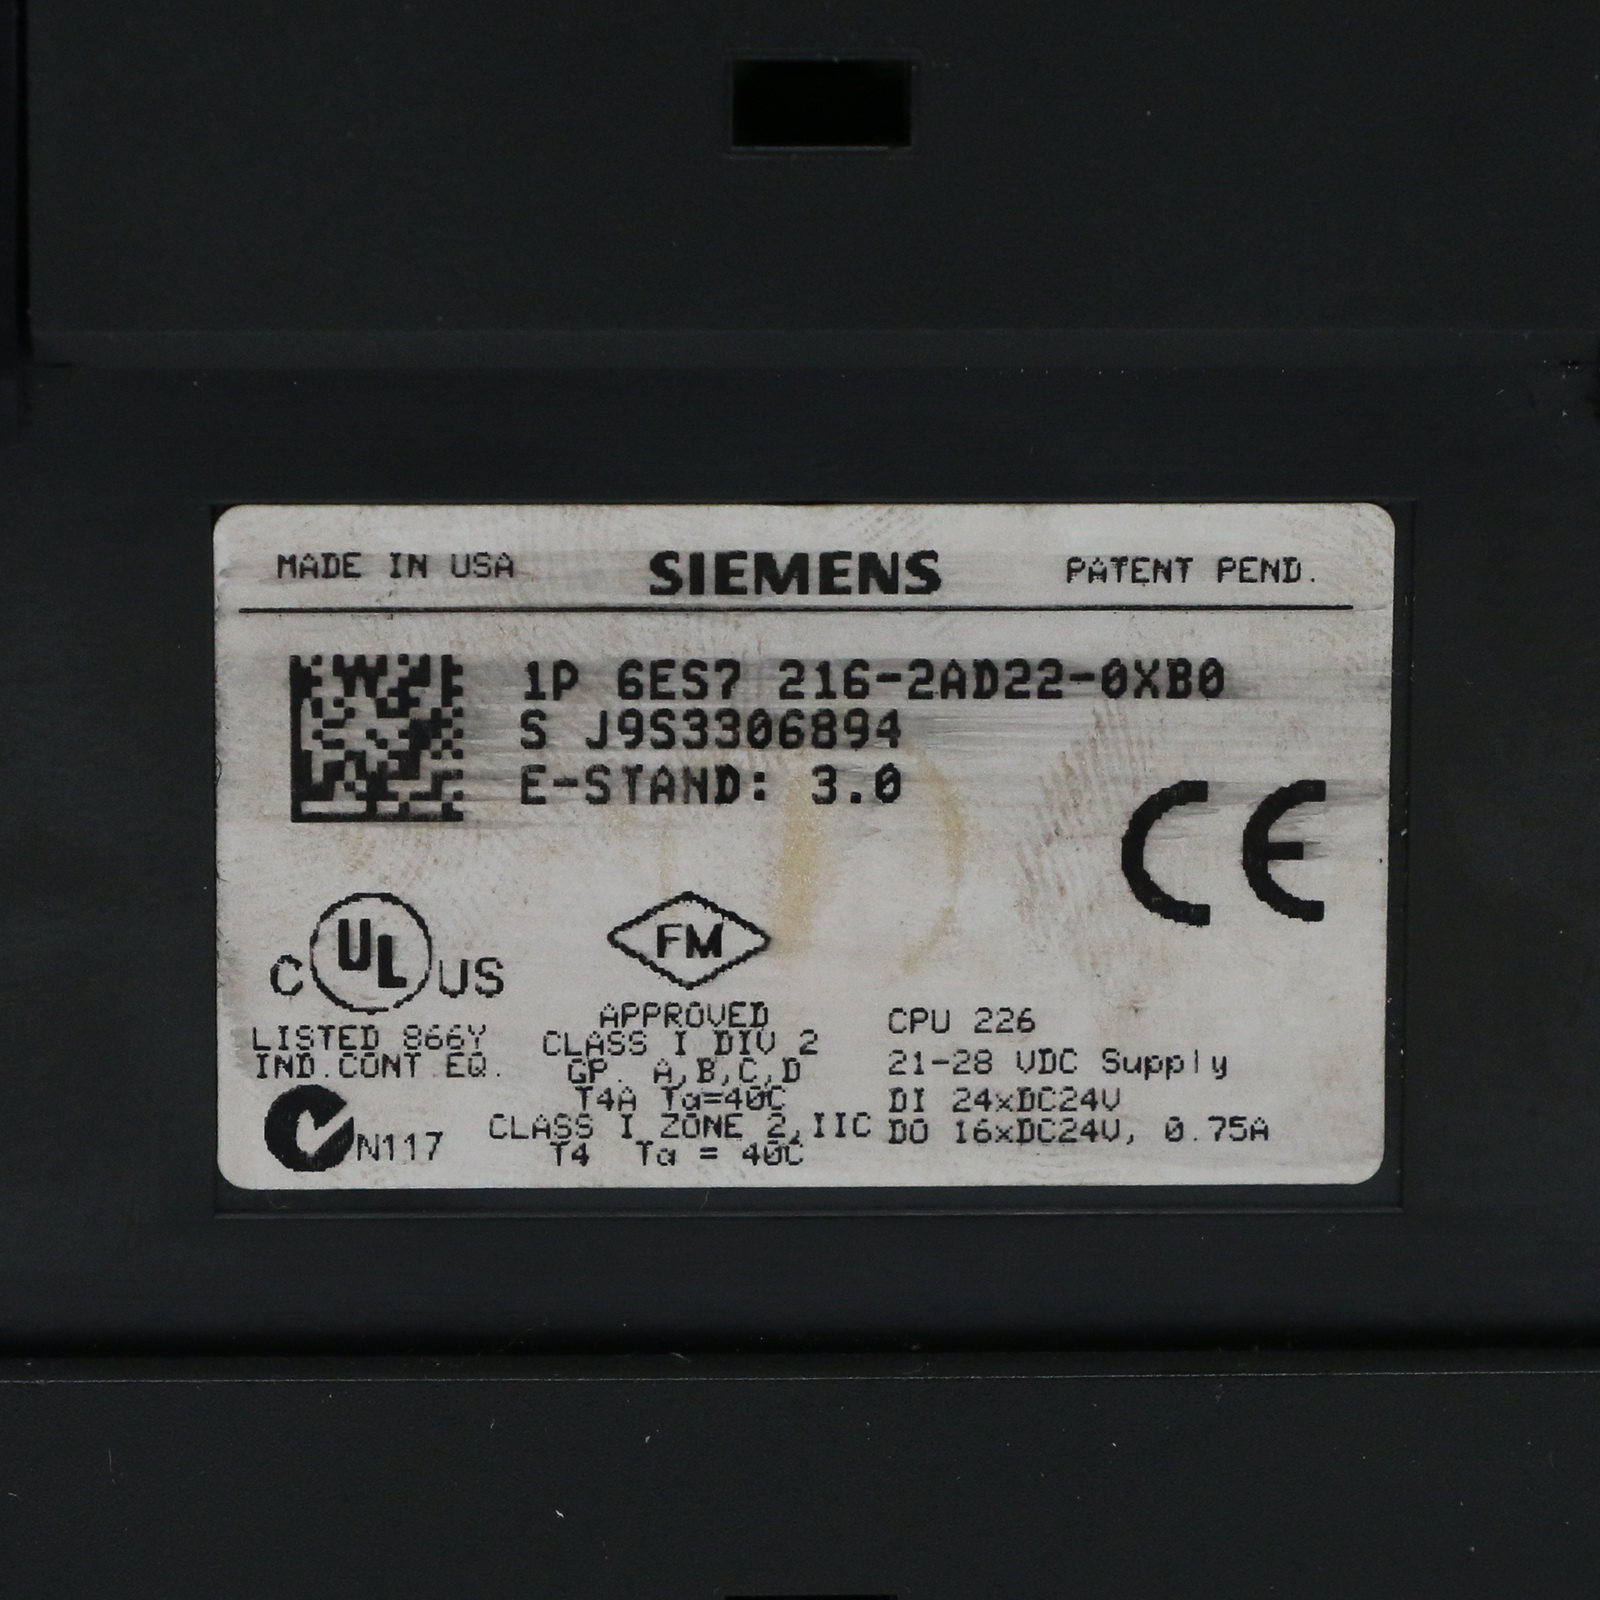 MADE IN USA SIEMENS PATENT PEND.
1P 6ES7 216-2AD22-0XB0
S J9S3306894
E-STAND: 3.0
CE
C UL US
LISTED 866Y
IND.CONT.EQ.
N117
FM
APPROVED
CLASS I DIV 2
GP. A,B,C,D
T4A Ta=40C
CLASS I ZONE 2,IIC
T4 Ta = 40C
CPU 226
21-28 VDC Supply
DI 24xDC24V
DO 16xDC24V, 0.75A